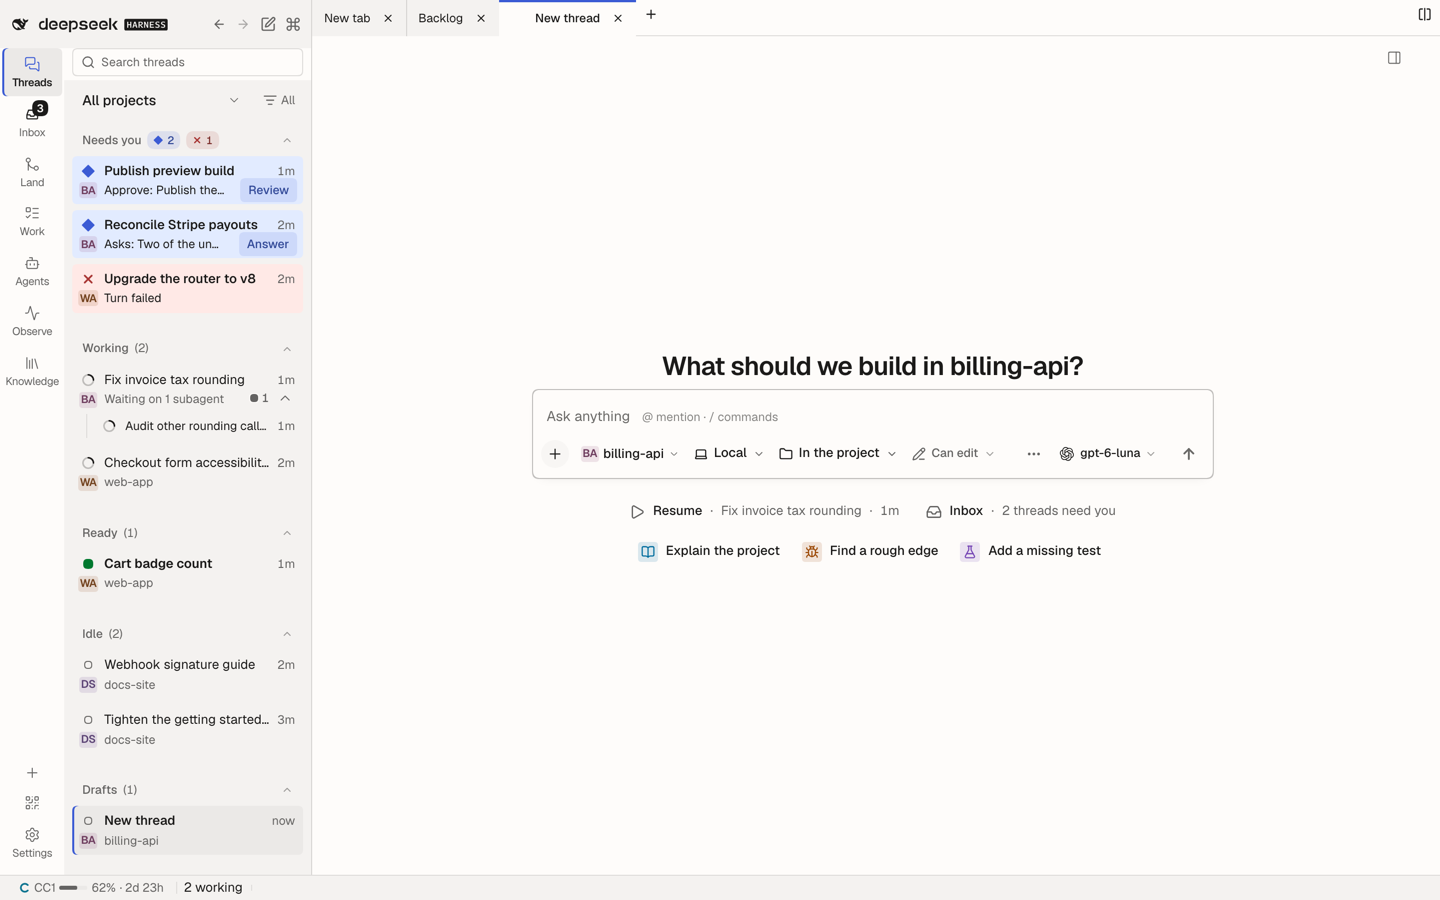 deepseek HARNESS
New tab
Backlog
New thread
Threads
3
Inbox
Land
Work
Agents
Observe
Knowledge
Settings
Search threads
All projects
All
Needs you 2 1
Publish preview build 1m
BA Approve: Publish the... Review
Reconcile Stripe payouts 2m
BA Asks: Two of the un... Answer
Upgrade the router to v8 2m
WA Turn failed
Working (2)
Fix invoice tax rounding 1m
BA Waiting on 1 subagent 1
Audit other rounding call... 1m
Checkout form accessibilit... 2m
WA web-app
Ready (1)
Cart badge count 1m
WA web-app
Idle (2)
Webhook signature guide 2m
DS docs-site
Tighten the getting started... 3m
DS docs-site
Drafts (1)
New thread now
BA billing-api
What should we build in billing-api?
Ask anything @ mention · / commands
BA billing-api Local In the project Can edit gpt-6-luna
Resume · Fix invoice tax rounding · 1m Inbox · 2 threads need you
Explain the project Find a rough edge Add a missing test
CC1 62% · 2d 23h 2 working